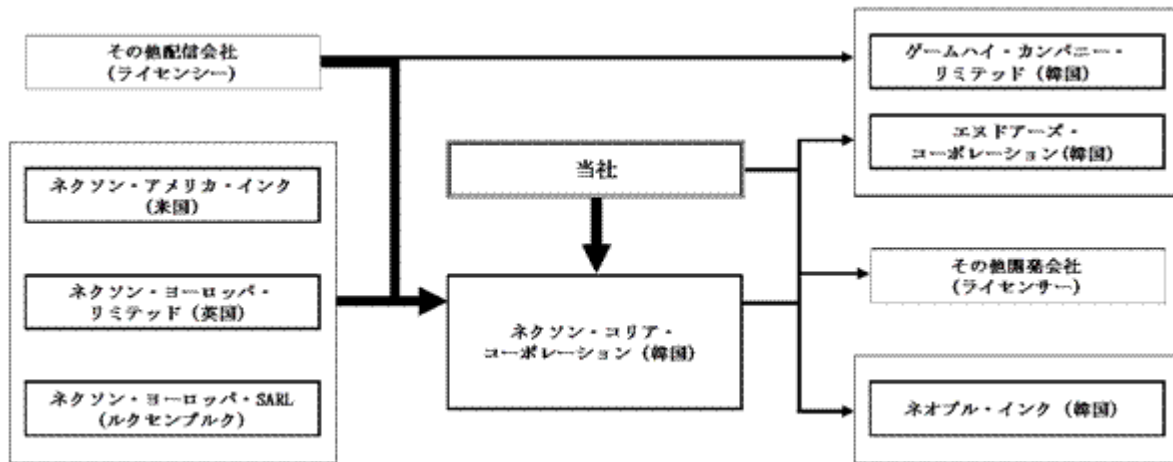 その他配信会社
(ライセンシー)
ネクソン・アメリカ・インク
(米国)
ネクソン・ヨーロッパ・
リミテッド(英国)
ネクソン・ヨーロッパ・SARL
(ルクセンブルク)
当社
ネクソン・コリア・
コーポレーション(韓国)
ゲームハイ・カンパニー・
リミテッド(韓国)
エヌドアーズ・
コーポレーション(韓国)
その他開発会社
(ライセンサー)
ネオプル・インク(韓国)